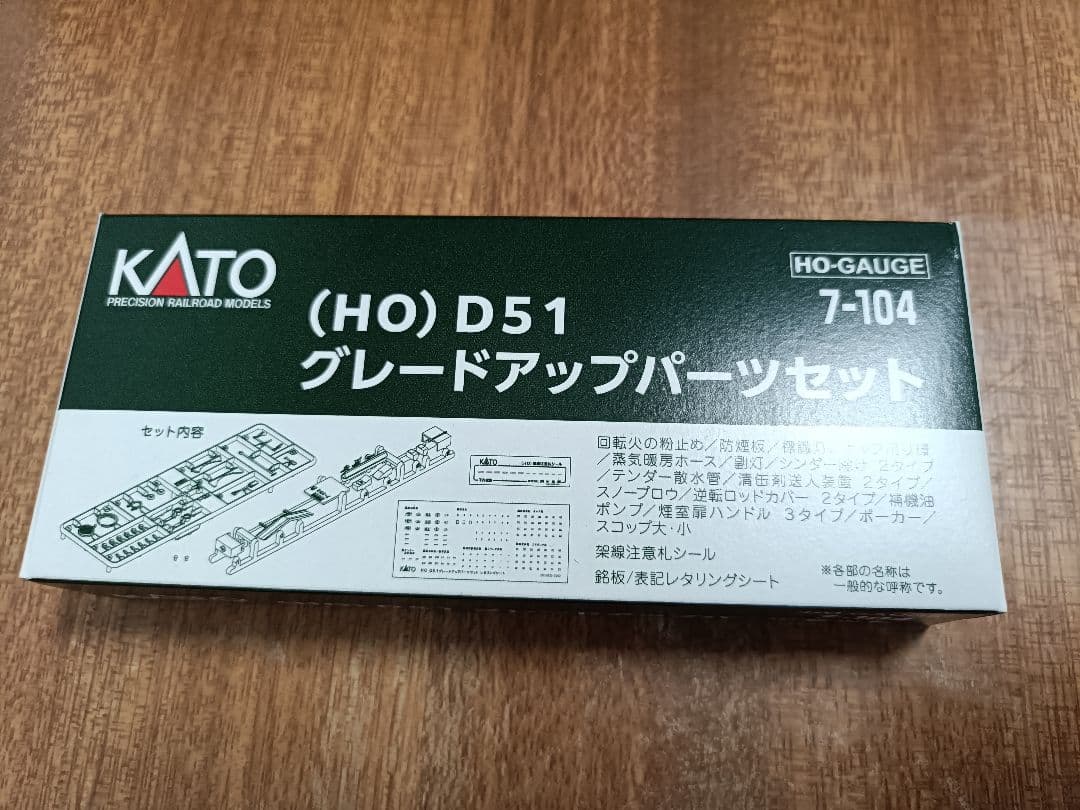 KATO
PRECISION RAILROAD MODELS
HO-GAUGE
7-104
(HO) D51
グレードアップパーツセット
セット内容
回転火の粉止め/防煙板/標識灯
/蒸気暖房ホース/副灯/シンダー 2タイプ
/テンダー散水管/清缶剤送入装置 2タイプ/
スノープロウ/逆転ロッドカバー 2タイプ/補機油
ポンプ/煙室扉ハンドル 3タイプ/ポーカー/
スコップ大・小
架線注意札シール
銘板/表記レタリングシート
※各部の名称は
一般的な呼称です。
KATO
KATO